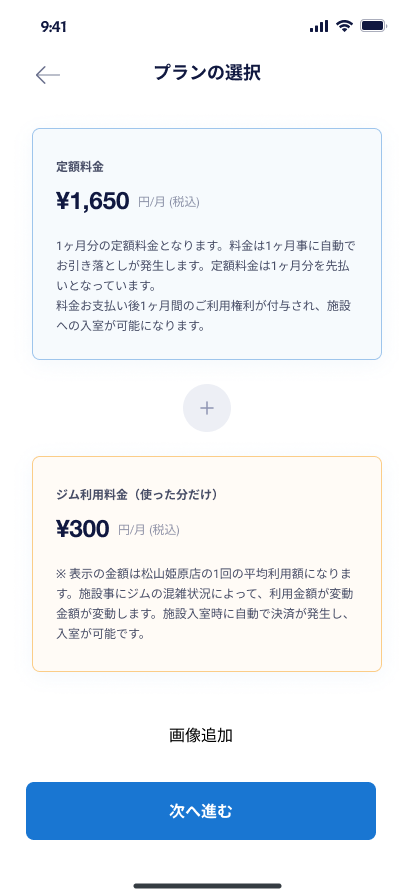 9:41
プランの選択
定額料金
¥1,650 円/月 (税込)
1ヶ月分の定額料金となります。料金は1ヶ月事に自動で
お引き落としが発生します。定額料金は1ヶ月分を先払
いとなっています。
料金お支払い後1ヶ月間のご利用権利が付与され、施設
への入室が可能になります。
+
ジム利用料金（使った分だけ）
¥300 円/月 (税込)
※ 表示の金額は松山姫原店の1回の平均利用額になりま
す。施設事にジムの混雑状況によって、利用金額が変動
金額が変動します。施設入室時に自動で決済が発生し、
入室が可能です。
画像追加
次へ進む